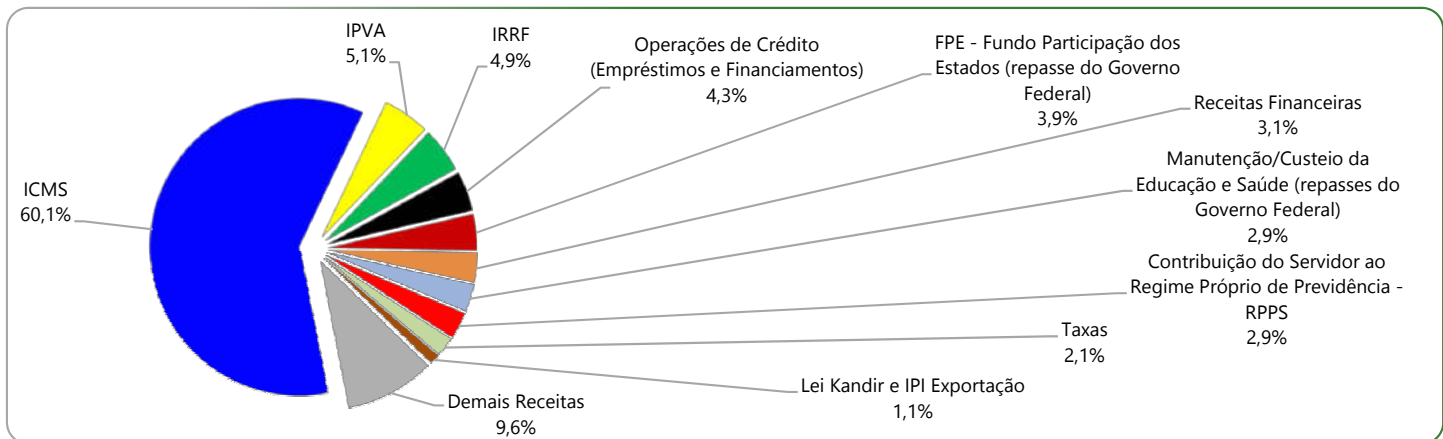 IPVA
5,1%
IRRF
4,9%
Operações de Crédito
(Empréstimos e Financiamentos)
4,3%
FPE - Fundo Participação dos
Estados (repasse do Governo
Federal)
3,9%
Receitas Financeiras
3,1%
Manutenção/Custeio da
Educação e Saúde (repasses do
Governo Federal)
2,9%
Contribuição do Servidor ao
Regime Próprio de Previdência -
RPPS
2,9%
Taxas
2,1%
Lei Kandir e IPI Exportação
1,1%
Demais Receitas
9,6%
ICMS
60,1%